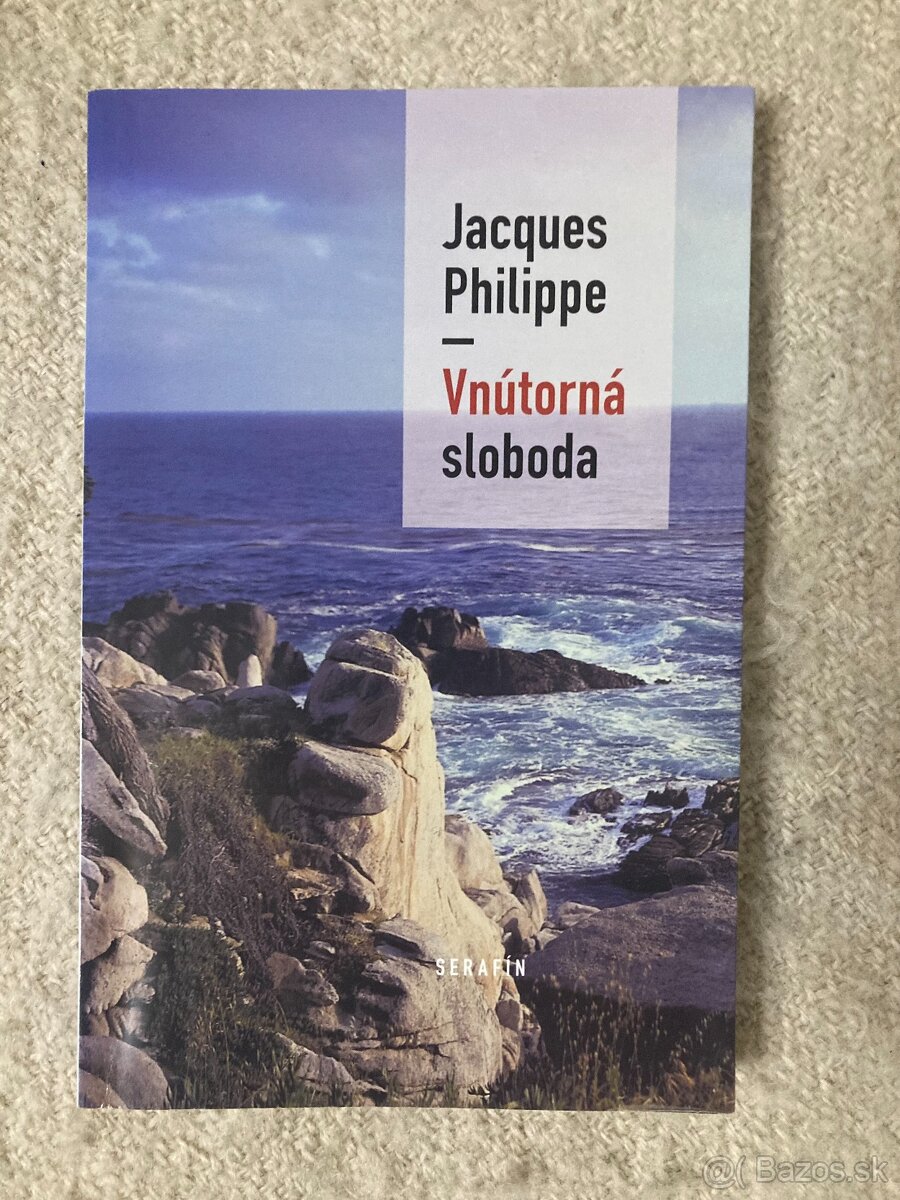 Jacques
Philippe
—
Vnútorná
sloboda
SERAFÍN
@( Bazos.sk